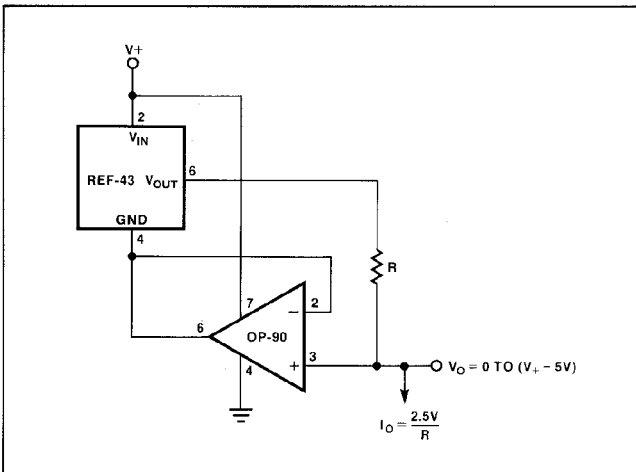 V+
2
VIN
REF-43 VOUT
6
GND
4
R
7
2
−
6
OP-90
+
3
4
VO = 0 TO (V+ − 5V)
IO = 2.5V
R